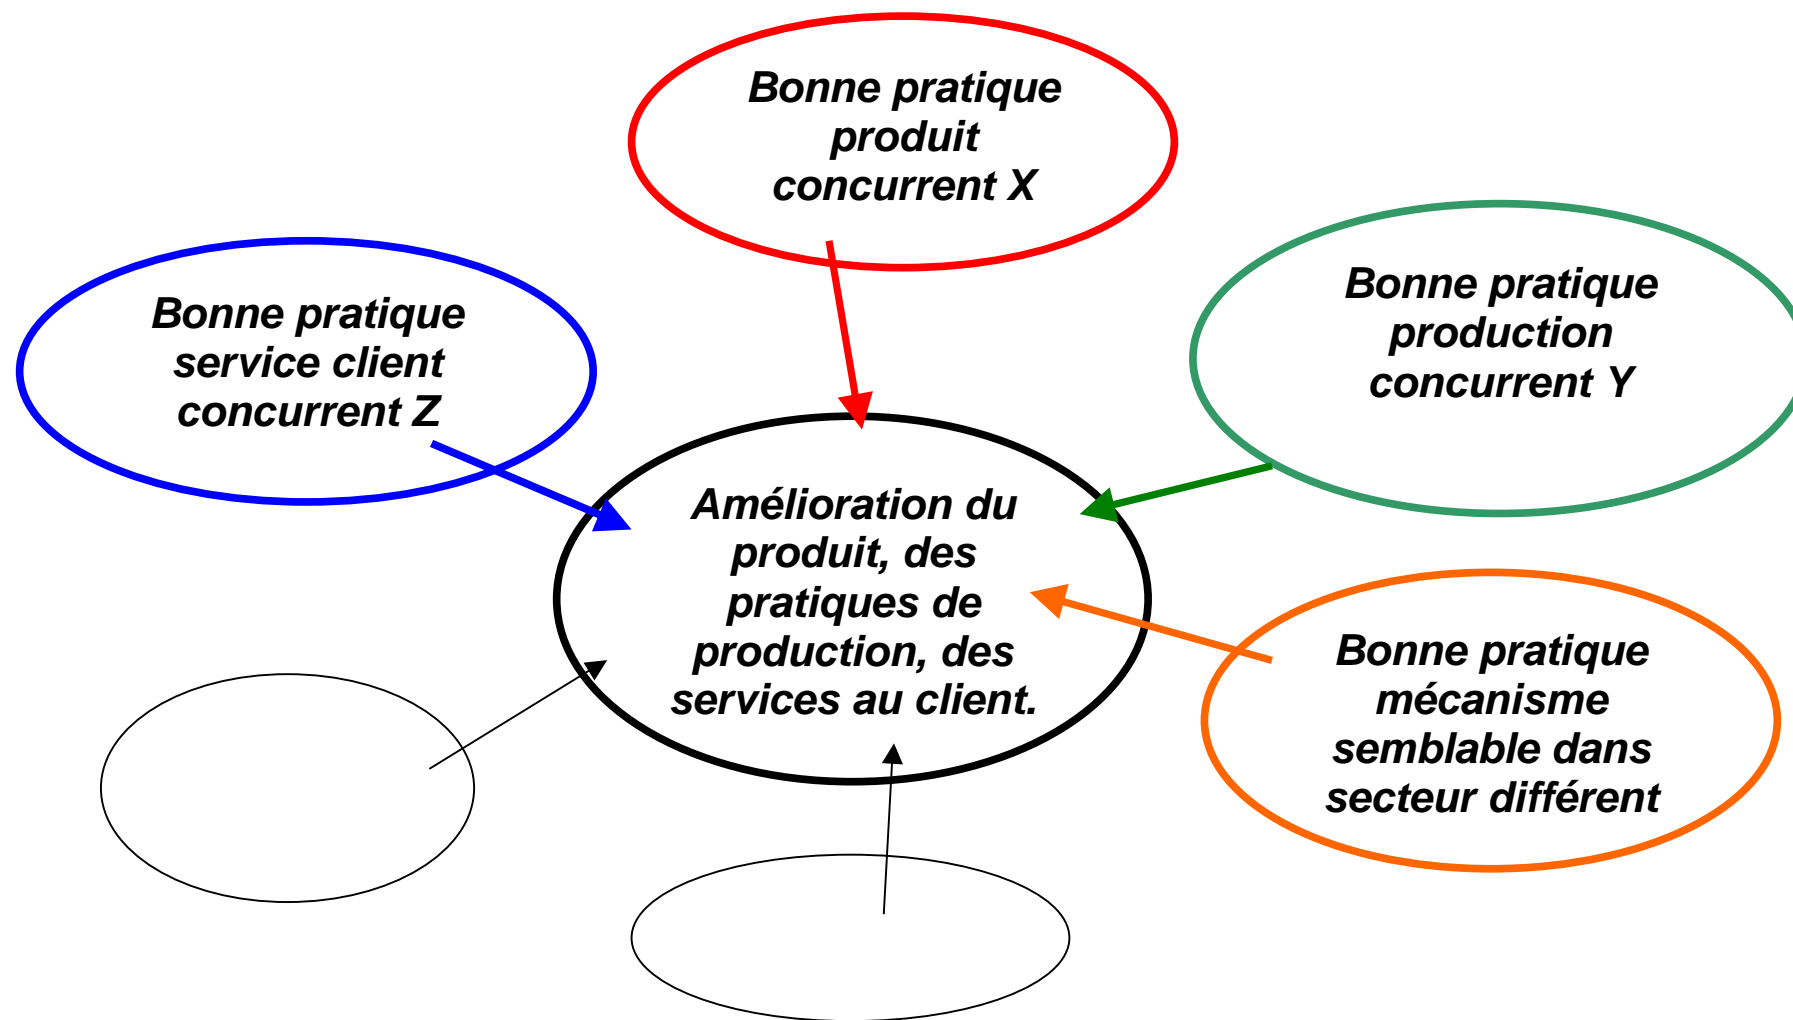 Bonne pratique
produit
concurrent X
Bonne pratique
service client
concurrent Z
Bonne pratique
production
concurrent Y
Amélioration du
produit, des
pratiques de
production, des
services au client.
Bonne pratique
mécanisme
semblable dans
secteur différent